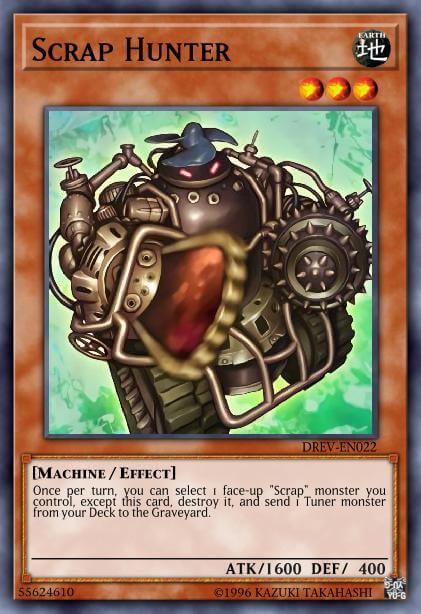 Scrap Hunter
EARTH
地
DREV-EN022
[Machine / Effect]
Once per turn, you can select 1 face-up "Scrap" monster you
control, except this card, destroy it, and send 1 Tuner monster
from your Deck to the Graveyard.
ATK/1600 DEF/ 400
55624610
©1996 KAZUKI TAKAHASHI